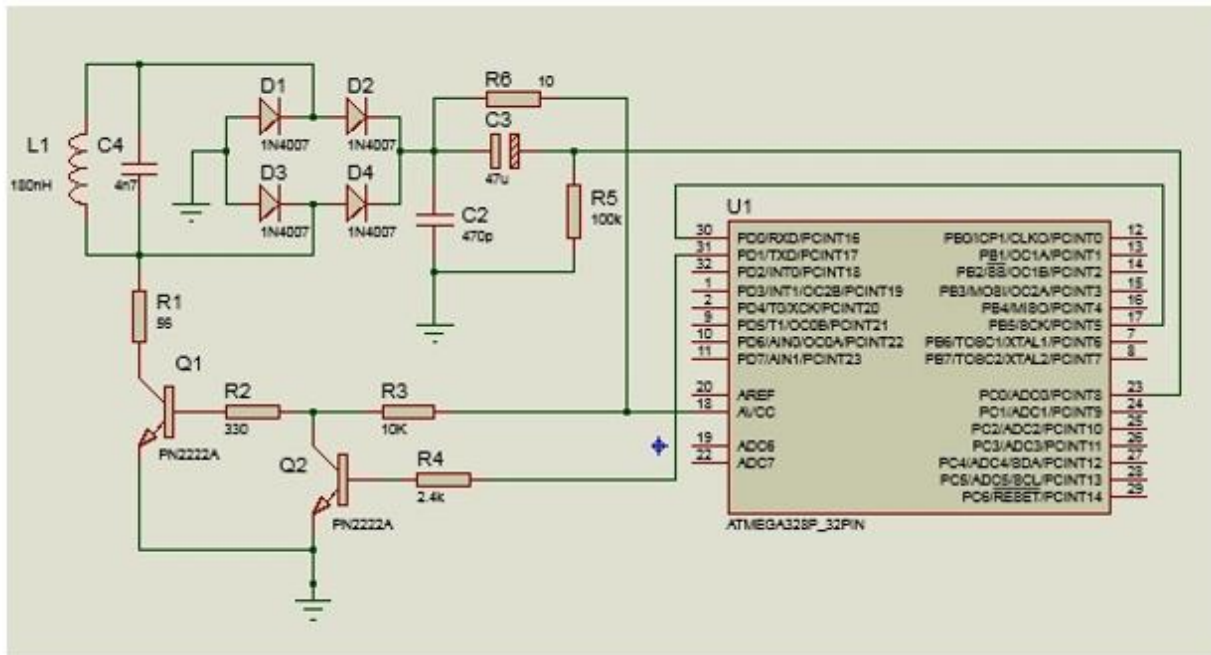 R6
10
D1
D2
C3
1N4007
1N4007
47u
L1
C4
180nH
4n7
D3
D4
1N4007
1N4007
C2
470p
R5
100k
U1
30
PD0/RXD/PCINT16
31
PD1/TXD/PCINT17
32
PD2/INT0/PCINT18
1
PD3/INT1/OC2B/PCINT19
2
PD4/T0/XCK/PCINT20
9
PD5/T1/OC0B/PCINT21
10
PD6/AIN0/OC0A/PCINT22
11
PD7/AIN1/PCINT23
20
AREF
18
AVCC
19
ADC6
22
ADC7
PB0/ICP1/CLKO/PCINT0
12
PB1/OC1A/PCINT1
13
PB2/SS/OC1B/PCINT2
14
PB3/MOSI/OC2A/PCINT3
15
PB4/MISO/PCINT4
16
PB5/SCK/PCINT5
17
PB6/TOSC1/XTAL1/PCINT6
7
PB7/TOSC2/XTAL2/PCINT7
8
PC0/ADC0/PCINT8
23
PC1/ADC1/PCINT9
24
PC2/ADC2/PCINT10
25
PC3/ADC3/PCINT11
26
PC4/ADC4/SDA/PCINT12
27
PC5/ADC5/SCL/PCINT13
28
PC6/RESET/PCINT14
29
ATMEGA328P_32PIN
R1
Q1
PN2222A
R2
330
R3
10K
Q2
PN2222A
R4
2.4k